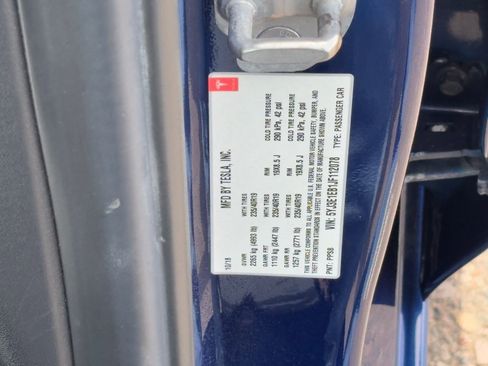 MFD BY TESLA, INC.
10/18
GVWR
2265 kg (4993 lb)
WITH TIRES
235/40R19
RIM
19X8.5 J
COLD TIRE PRESSURE
290 kPa, 42 psi
GAWR FRT
1110 kg (2447 lb)
WITH TIRES
235/40R19
RIM
19X8.5 J
COLD TIRE PRESSURE
290 kPa, 42 psi
GAWR RR
1257 kg (2771 lb)
WITH TIRES
235/40R19
THIS VEHICLE CONFORMS TO ALL APPLICABLE U.S. FEDERAL MOTOR VEHICLE SAFETY, BUMPER, AND
THEFT PREVENTION STANDARDS IN EFFECT ON THE DATE OF MANUFACTURE SHOWN ABOVE.
VIN: 5YJ3E1EB1JF112078
TYPE: PASSENGER CAR
PNT: PPSB